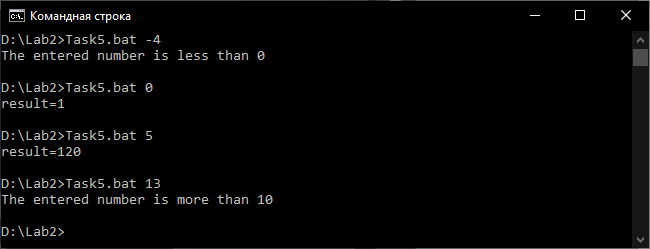 Командная строка
D:\Lab2>Task5.bat -4
The entered number is less than 0
D:\Lab2>Task5.bat 0
result=1
D:\Lab2>Task5.bat 5
result=120
D:\Lab2>Task5.bat 13
The entered number is more than 10
D:\Lab2>